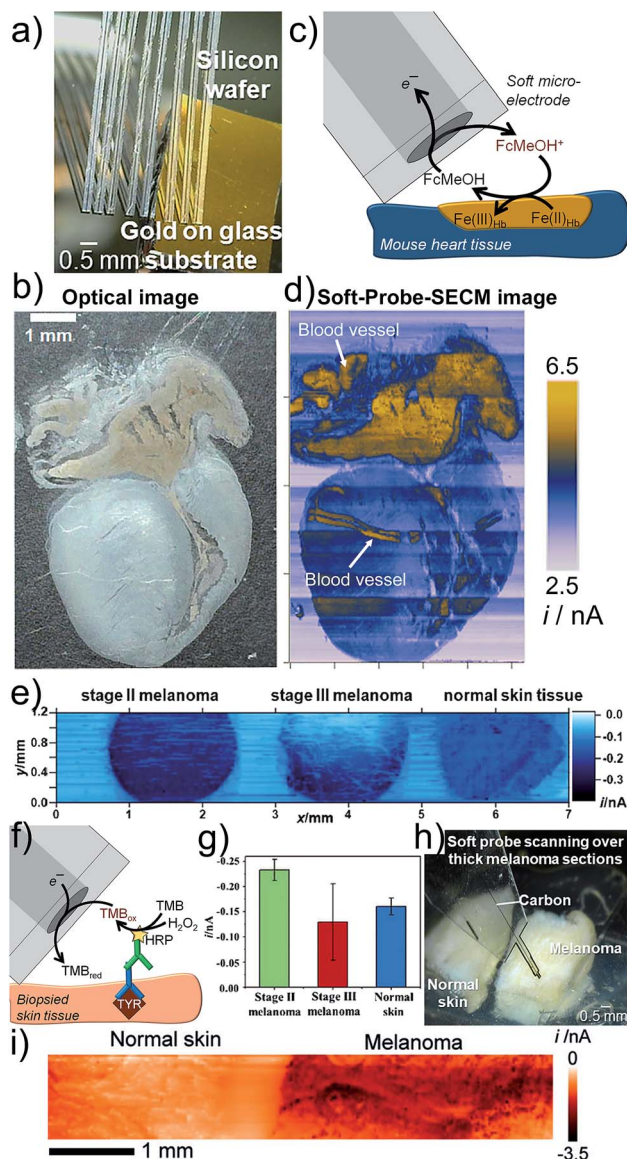 a)
Silicon
wafer
Gold on glass
substrate
0.5 mm
c)
e⁻
Soft micro-
electrode
FcMeOH⁺
FcMeOH
Fe(III)Hb
Fe(II)Hb
Mouse heart tissue
b)
Optical image
1 mm
d)
Soft-Probe-SECM image
Blood vessel
Blood vessel
6.5
2.5
i / nA
e)
stage II melanoma
stage III melanoma
normal skin tissue
1.2
0.8
0.4
0.0
y/mm
0
1
2
3
4
5
6
7
x/mm
0.0
-0.1
-0.2
-0.3
i/nA
f)
e⁻
TMBox
TMB
H₂O₂
HRP
TMBred
TYR
Biopsied
skin tissue
g)
-0.25
-0.20
-0.15
-0.10
-0.05
-0.00
i/nA
Stage II
melanoma
Stage III
melanoma
Normal
skin
h)
Soft probe scanning over
thick melanoma sections
Carbon
Melanoma
Normal
skin
0.5 mm
i)
Normal skin
Melanoma
i /nA
0
-3.5
1 mm